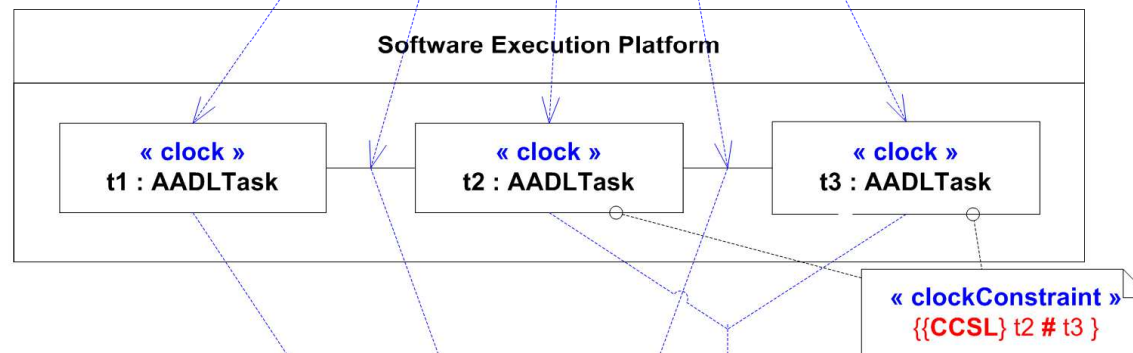 Software Execution Platform
« clock »
t1 : AADLTask
« clock »
t2 : AADLTask
« clock »
t3 : AADLTask
« clockConstraint »
{{CCSL} t2 # t3 }